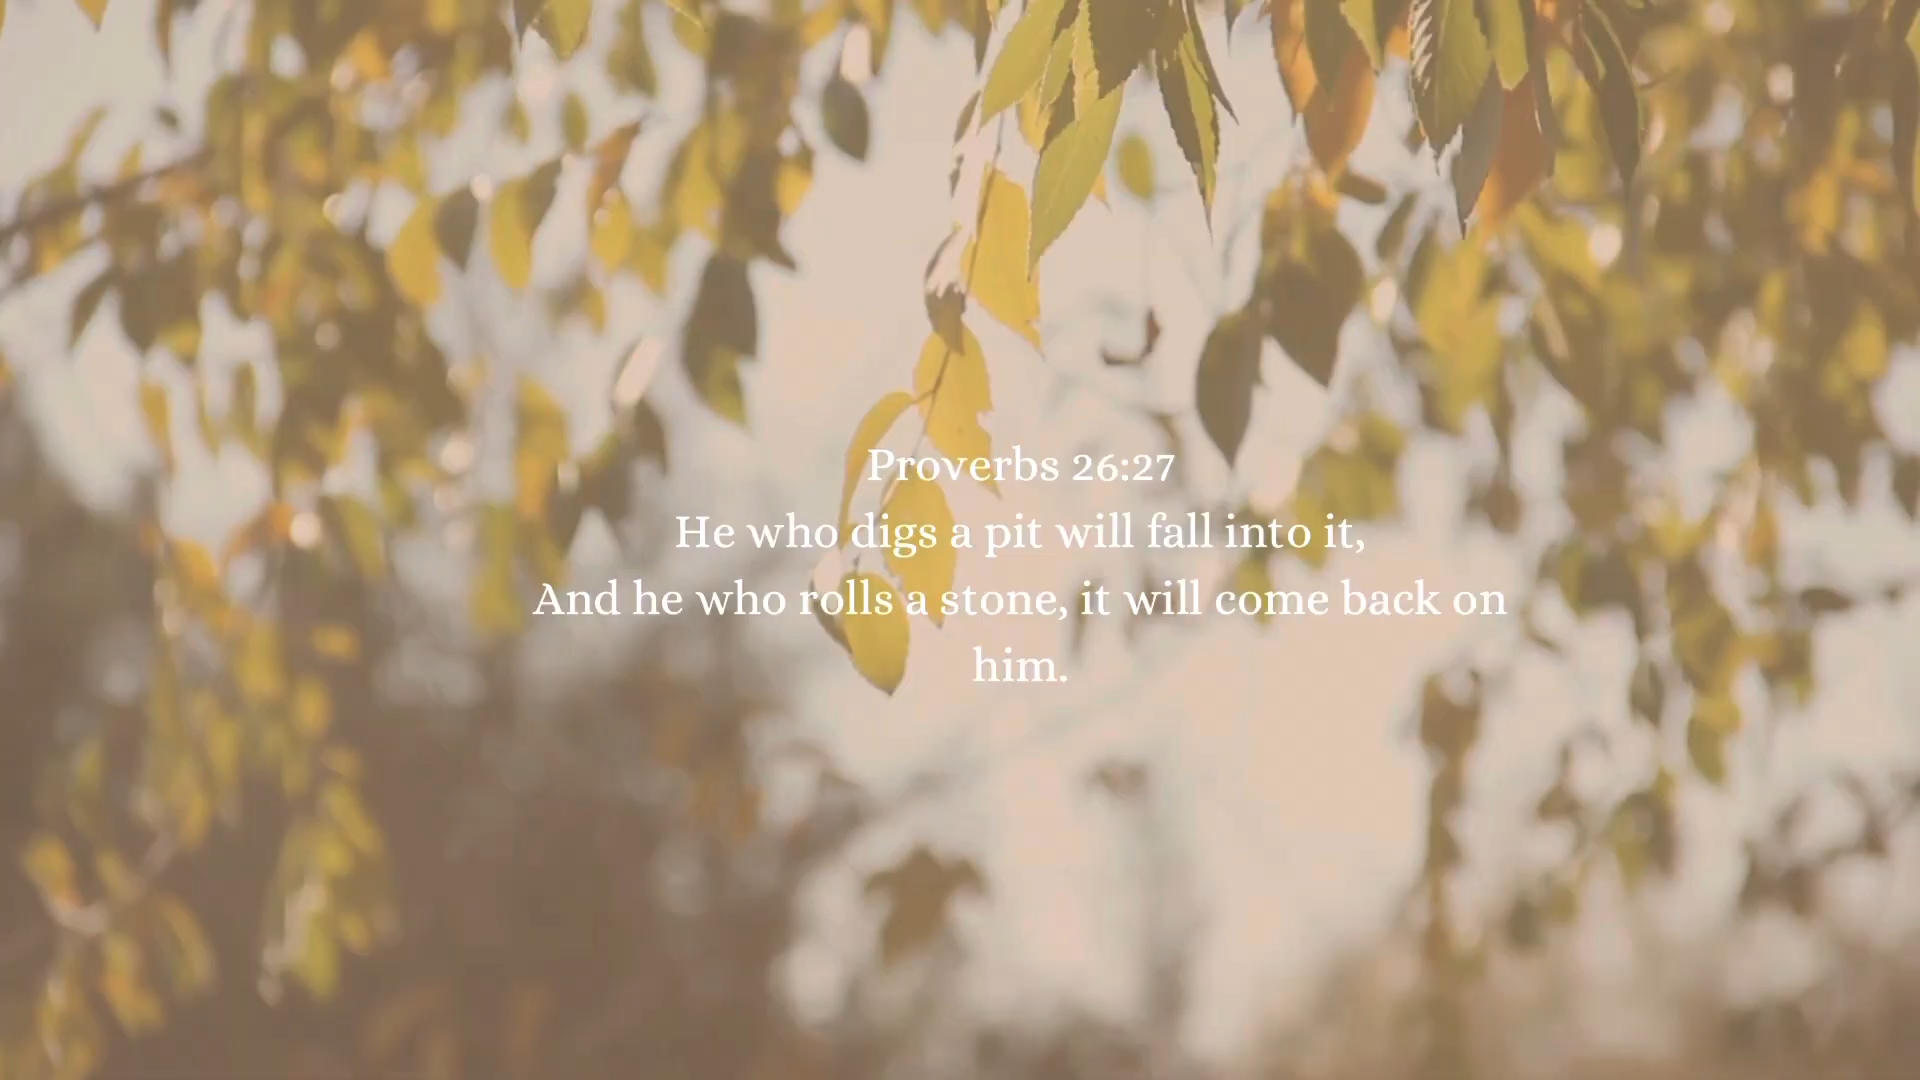 Proverbs 26:27
He who digs a pit will fall into it,
And he who rolls a stone, it will come back on
him.